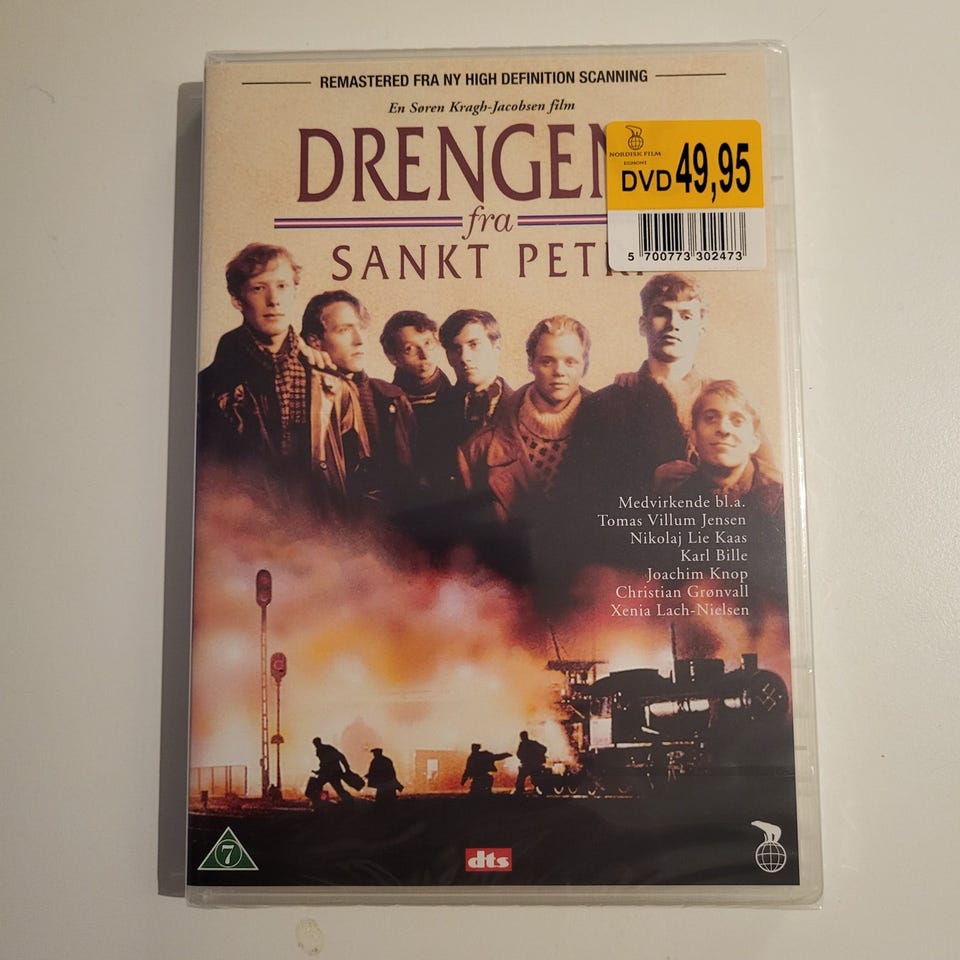 REMASTERED FRA NY HIGH DEFINITION SCANNING
En Søren Kragh-Jacobsen film
DRENGEN
fra
SANKT PETRI
NORDISK FILM
EGMONT
DVD 49,95
5 700773 302473
Medvirkende bl.a.
Tomas Villum Jensen
Nikolaj Lie Kaas
Karl Bille
Joachim Knop
Christian Grønvall
Xenia Lach-Nielsen
7
dts